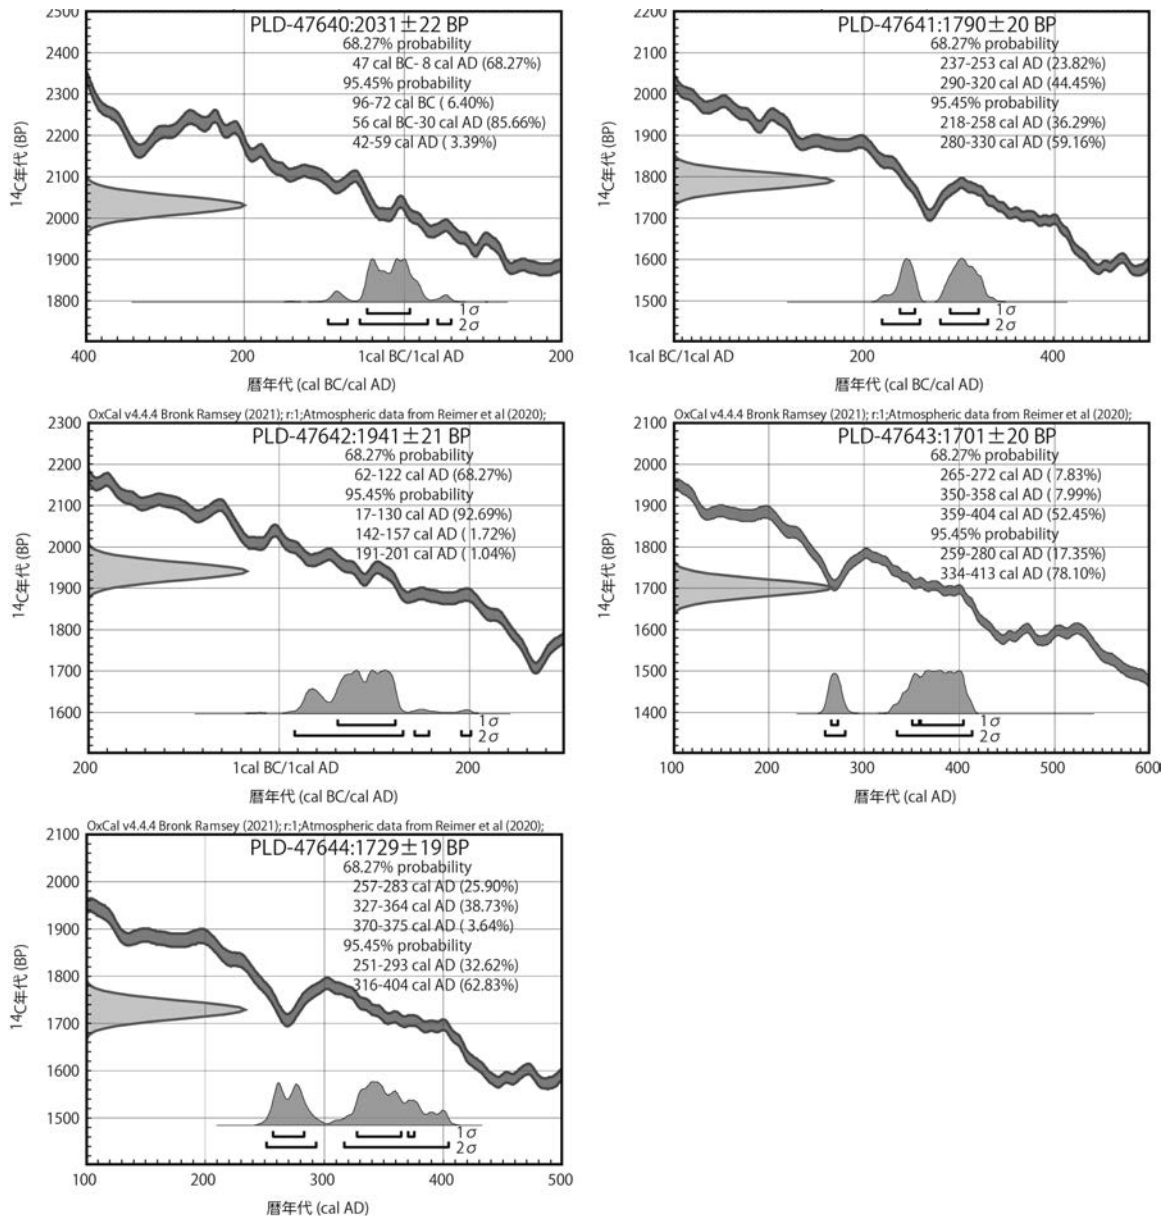 PLD-47640:2031±22 BP
68.27% probability
47 cal BC- 8 cal AD (68.27%)
95.45% probability
96-72 cal BC ( 6.40%)
56 cal BC-30 cal AD (85.66%)
42-59 cal AD ( 3.39%)
2500
2400
2300
2200
2100
2000
1900
1800
14C年代 (BP)
1σ
2σ
400
200
1cal BC/1cal AD
200
暦年代 (cal BC/cal AD)
PLD-47641:1790±20 BP
68.27% probability
237-253 cal AD (23.82%)
290-320 cal AD (44.45%)
95.45% probability
218-258 cal AD (36.29%)
280-330 cal AD (59.16%)
2200
2100
2000
1900
1800
1700
1600
1500
14C年代 (BP)
1σ
2σ
1cal BC/1cal AD
200
400
暦年代 (cal BC/cal AD)
OxCal v4.4.4 Bronk Ramsey (2021); r:1;Atmospheric data from Reimer et al (2020);
PLD-47642:1941±21 BP
68.27% probability
62-122 cal AD (68.27%)
95.45% probability
17-130 cal AD (92.69%)
142-157 cal AD ( 1.72%)
191-201 cal AD ( 1.04%)
2300
2200
2100
2000
1900
1800
1700
1600
14C年代 (BP)
1σ
2σ
200
1cal BC/1cal AD
200
暦年代 (cal BC/cal AD)
OxCal v4.4.4 Bronk Ramsey (2021); r:1;Atmospheric data from Reimer et al (2020);
PLD-47643:1701±20 BP
68.27% probability
265-272 cal AD ( 7.83%)
350-358 cal AD ( 7.99%)
359-404 cal AD (52.45%)
95.45% probability
259-280 cal AD (17.35%)
334-413 cal AD (78.10%)
2100
2000
1900
1800
1700
1600
1500
1400
14C年代 (BP)
1σ
2σ
100
200
300
400
500
600
暦年代 (cal AD)
OxCal v4.4.4 Bronk Ramsey (2021); r:1;Atmospheric data from Reimer et al (2020);
PLD-47644:1729±19 BP
68.27% probability
257-283 cal AD (25.90%)
327-364 cal AD (38.73%)
370-375 cal AD ( 3.64%)
95.45% probability
251-293 cal AD (32.62%)
316-404 cal AD (62.83%)
2100
2000
1900
1800
1700
1600
1500
14C年代 (BP)
1σ
2σ
100
200
300
400
500
暦年代 (cal AD)